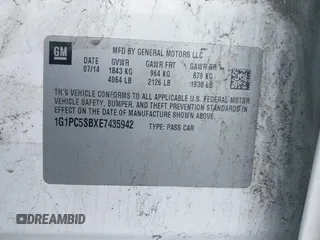 GM
MFD BY GENERAL MOTORS LLC
DATE GVWR GAWR FRT GAWR RR
07/14 1843 KG 964 KG 879 KG
4064 LB 2126 LB 1938 LB
THIS VEHICLE CONFORMS TO ALL APPLICABLE U.S. FEDERAL MOTOR
VEHICLE SAFETY, BUMPER, AND THEFT PREVENTION STANDARDS IN
EFFECT ON THE DATE OF MANUFACTURE SHOWN ABOVE.
1G1PC5SBXE7435942 TYPE: PASS CAR
DREAMBID